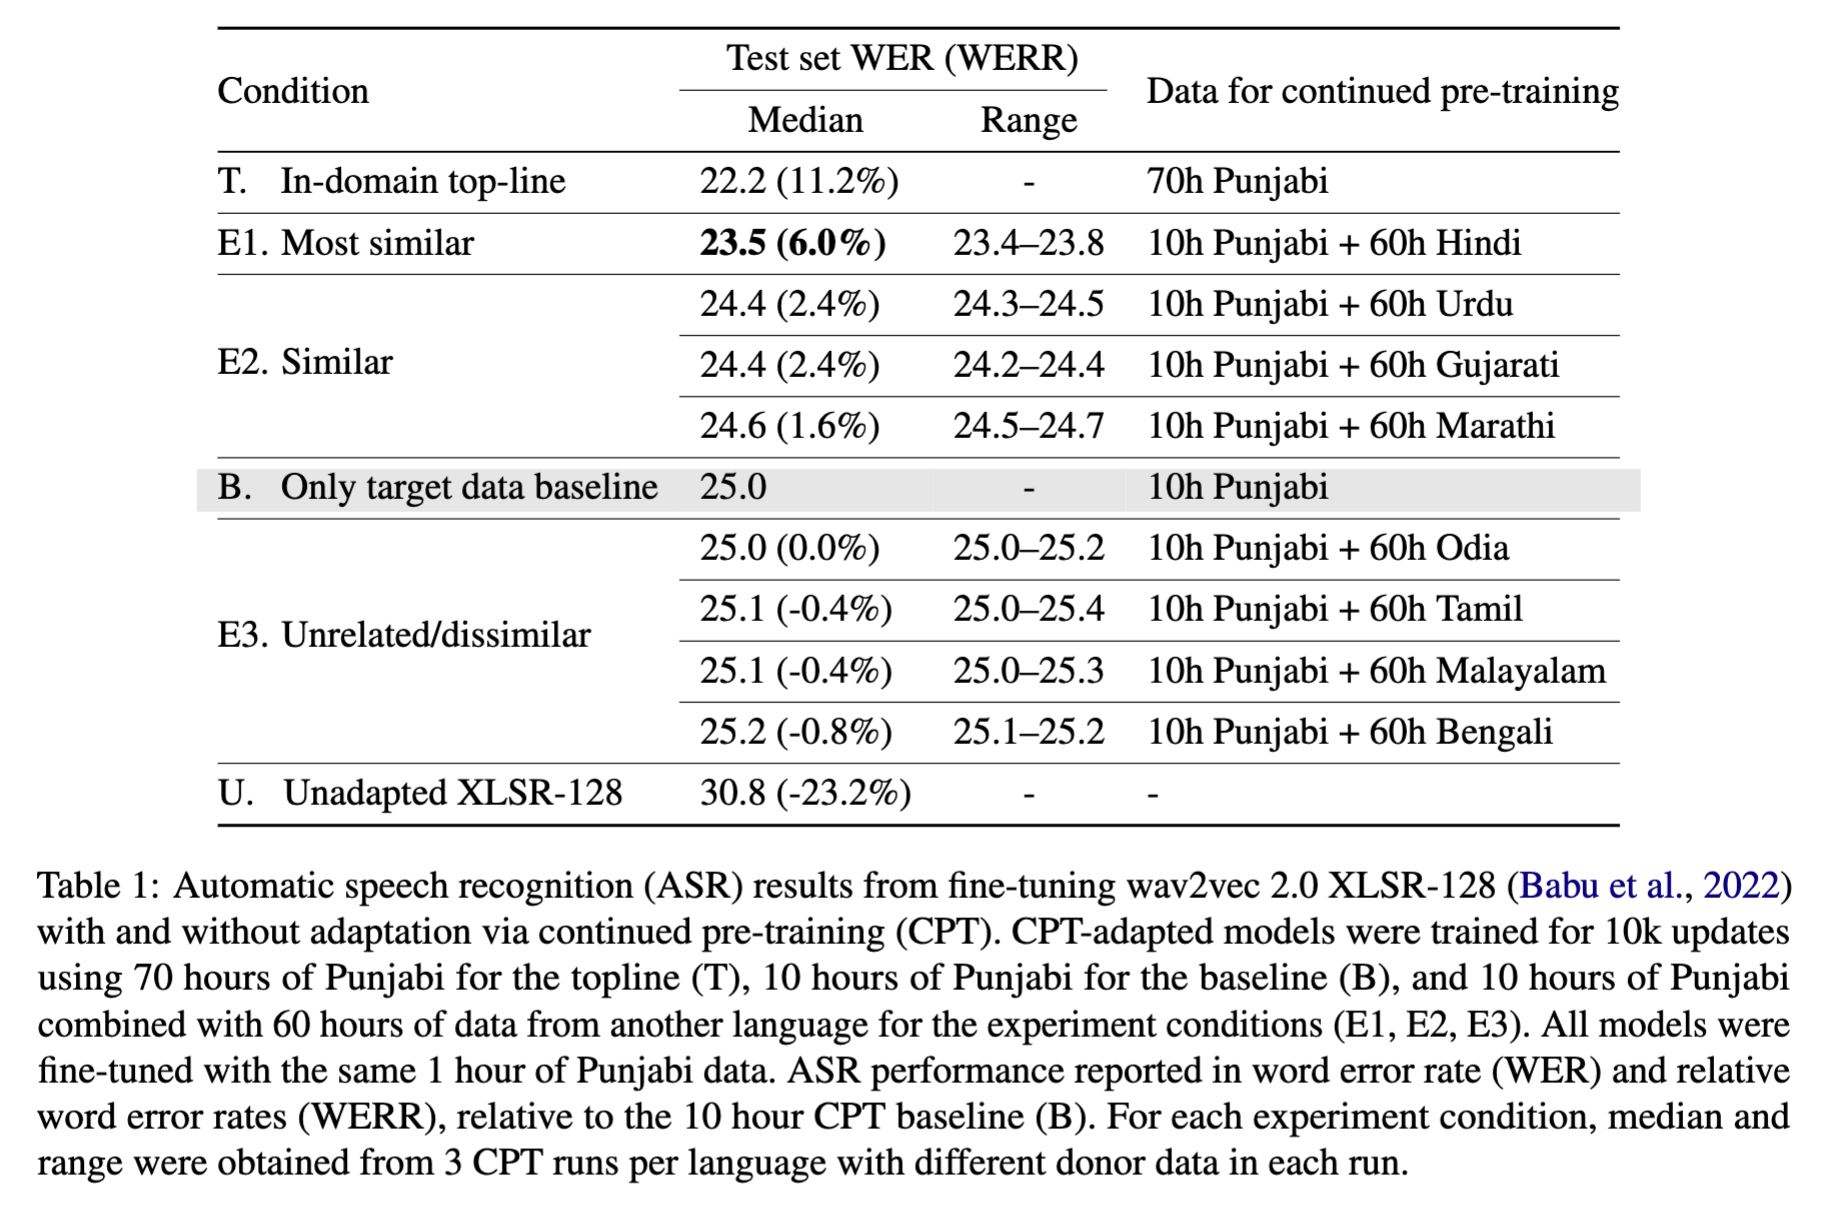 Test set WER (WERR)
Condition Data for continued pre-training
Median Range
T. In-domain top-line 22.2 (11.2%) - 70h Punjabi
E1. Most similar 23.5 (6.0%) 23.4–23.8 10h Punjabi + 60h Hindi
24.4 (2.4%) 24.3–24.5 10h Punjabi + 60h Urdu
E2. Similar 24.4 (2.4%) 24.2–24.4 10h Punjabi + 60h Gujarati
24.6 (1.6%) 24.5–24.7 10h Punjabi + 60h Marathi
B. Only target data baseline 25.0 - 10h Punjabi
25.0 (0.0%) 25.0–25.2 10h Punjabi + 60h Odia
25.1 (-0.4%) 25.0–25.4 10h Punjabi + 60h Tamil
E3. Unrelated/dissimilar
25.1 (-0.4%) 25.0–25.3 10h Punjabi + 60h Malayalam
25.2 (-0.8%) 25.1–25.2 10h Punjabi + 60h Bengali
U. Unadapted XLSR-128 30.8 (-23.2%) - -
Table 1: Automatic speech recognition (ASR) results from fine-tuning wav2vec 2.0 XLSR-128 (Babu et al., 2022)
with and without adaptation via continued pre-training (CPT). CPT-adapted models were trained for 10k updates
using 70 hours of Punjabi for the topline (T), 10 hours of Punjabi for the baseline (B), and 10 hours of Punjabi
combined with 60 hours of data from another language for the experiment conditions (E1, E2, E3). All models were
fine-tuned with the same 1 hour of Punjabi data. ASR performance reported in word error rate (WER) and relative
word error rates (WERR), relative to the 10 hour CPT baseline (B). For each experiment condition, median and
range were obtained from 3 CPT runs per language with different donor data in each run.